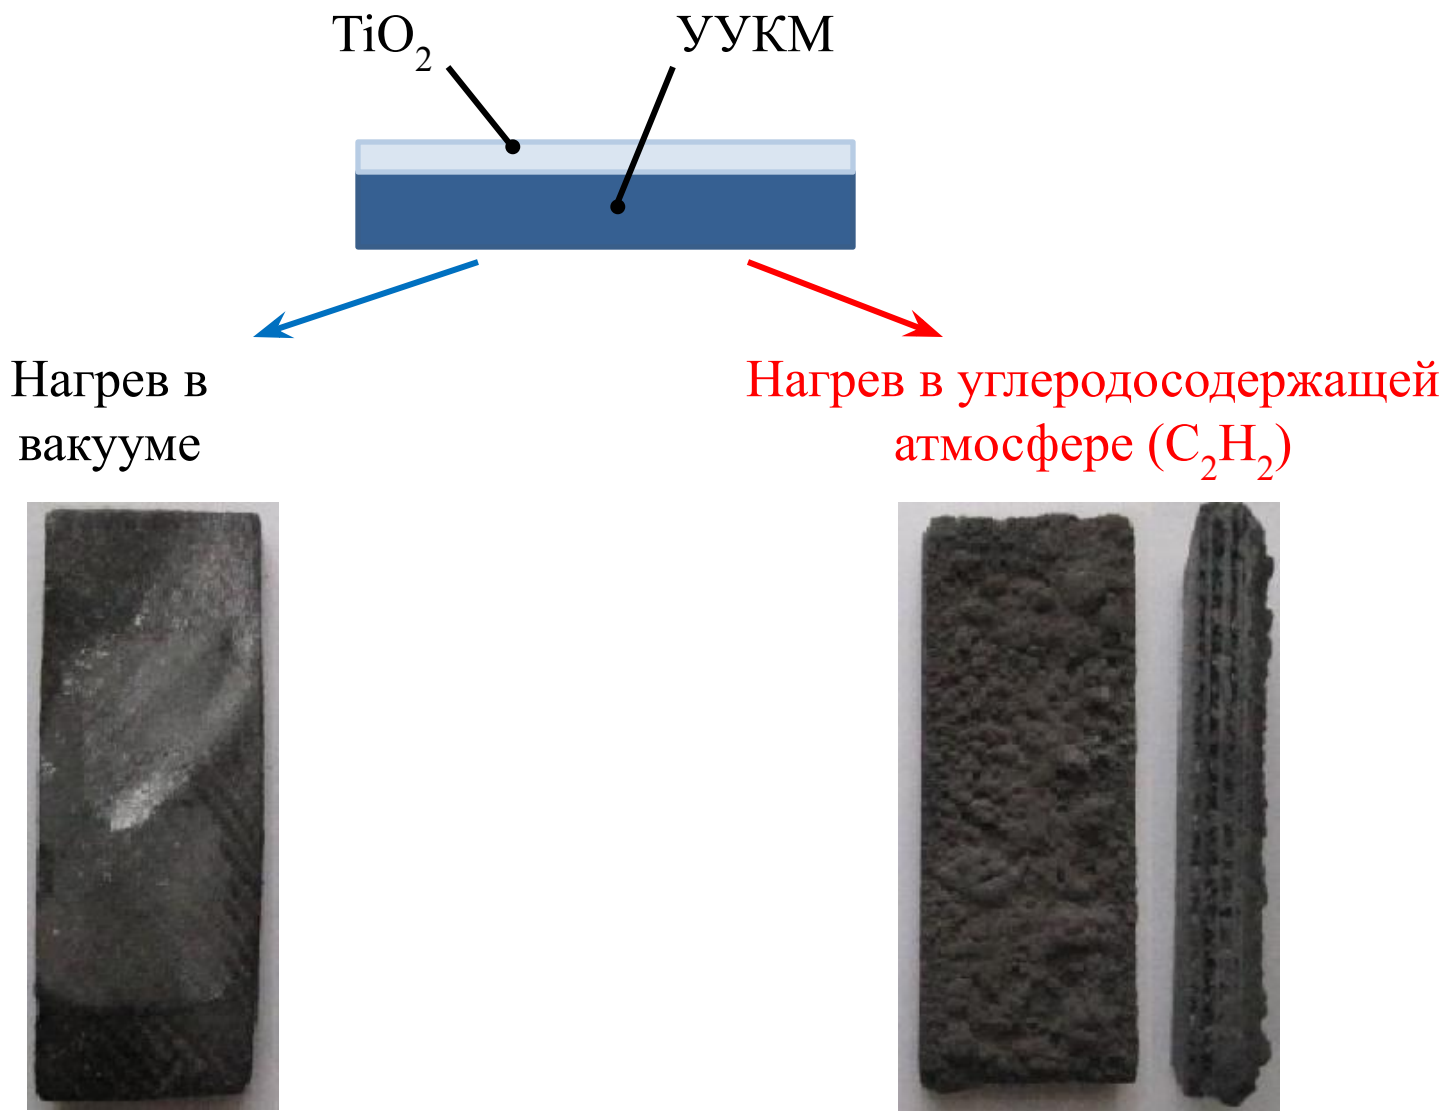 TiO₂ УУКМ
Нагрев в
вакууме
Нагрев в углеродосодержащей
атмосфере (C₂H₂)